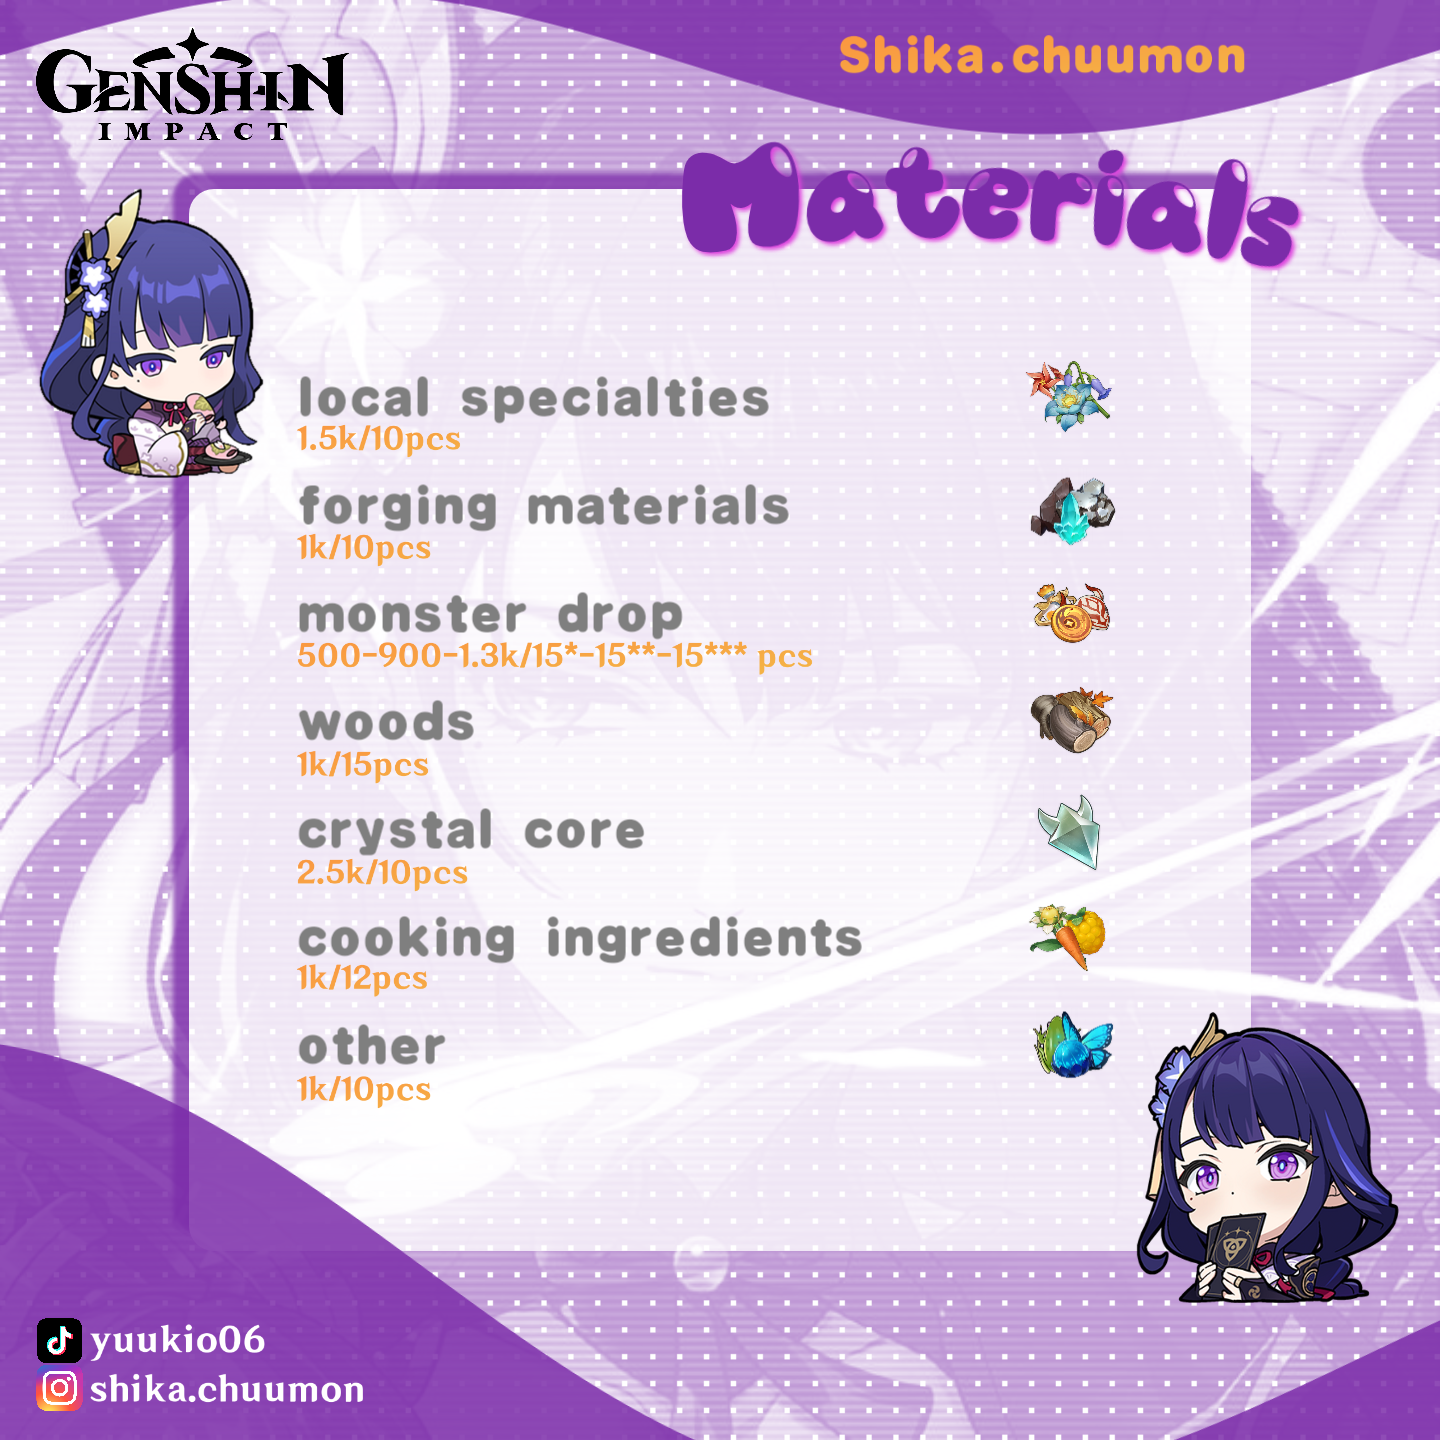 GENSHIN
IMPACT
Shika.chuumon
Materials
local specialties
1.5k/10pcs
forging materials
1k/10pcs
monster drop
500-900-1.3k/15*-15**-15*** pcs
woods
1k/15pcs
crystal core
2.5k/10pcs
cooking ingredients
1k/12pcs
other
1k/10pcs
yuukio06
shika.chuumon